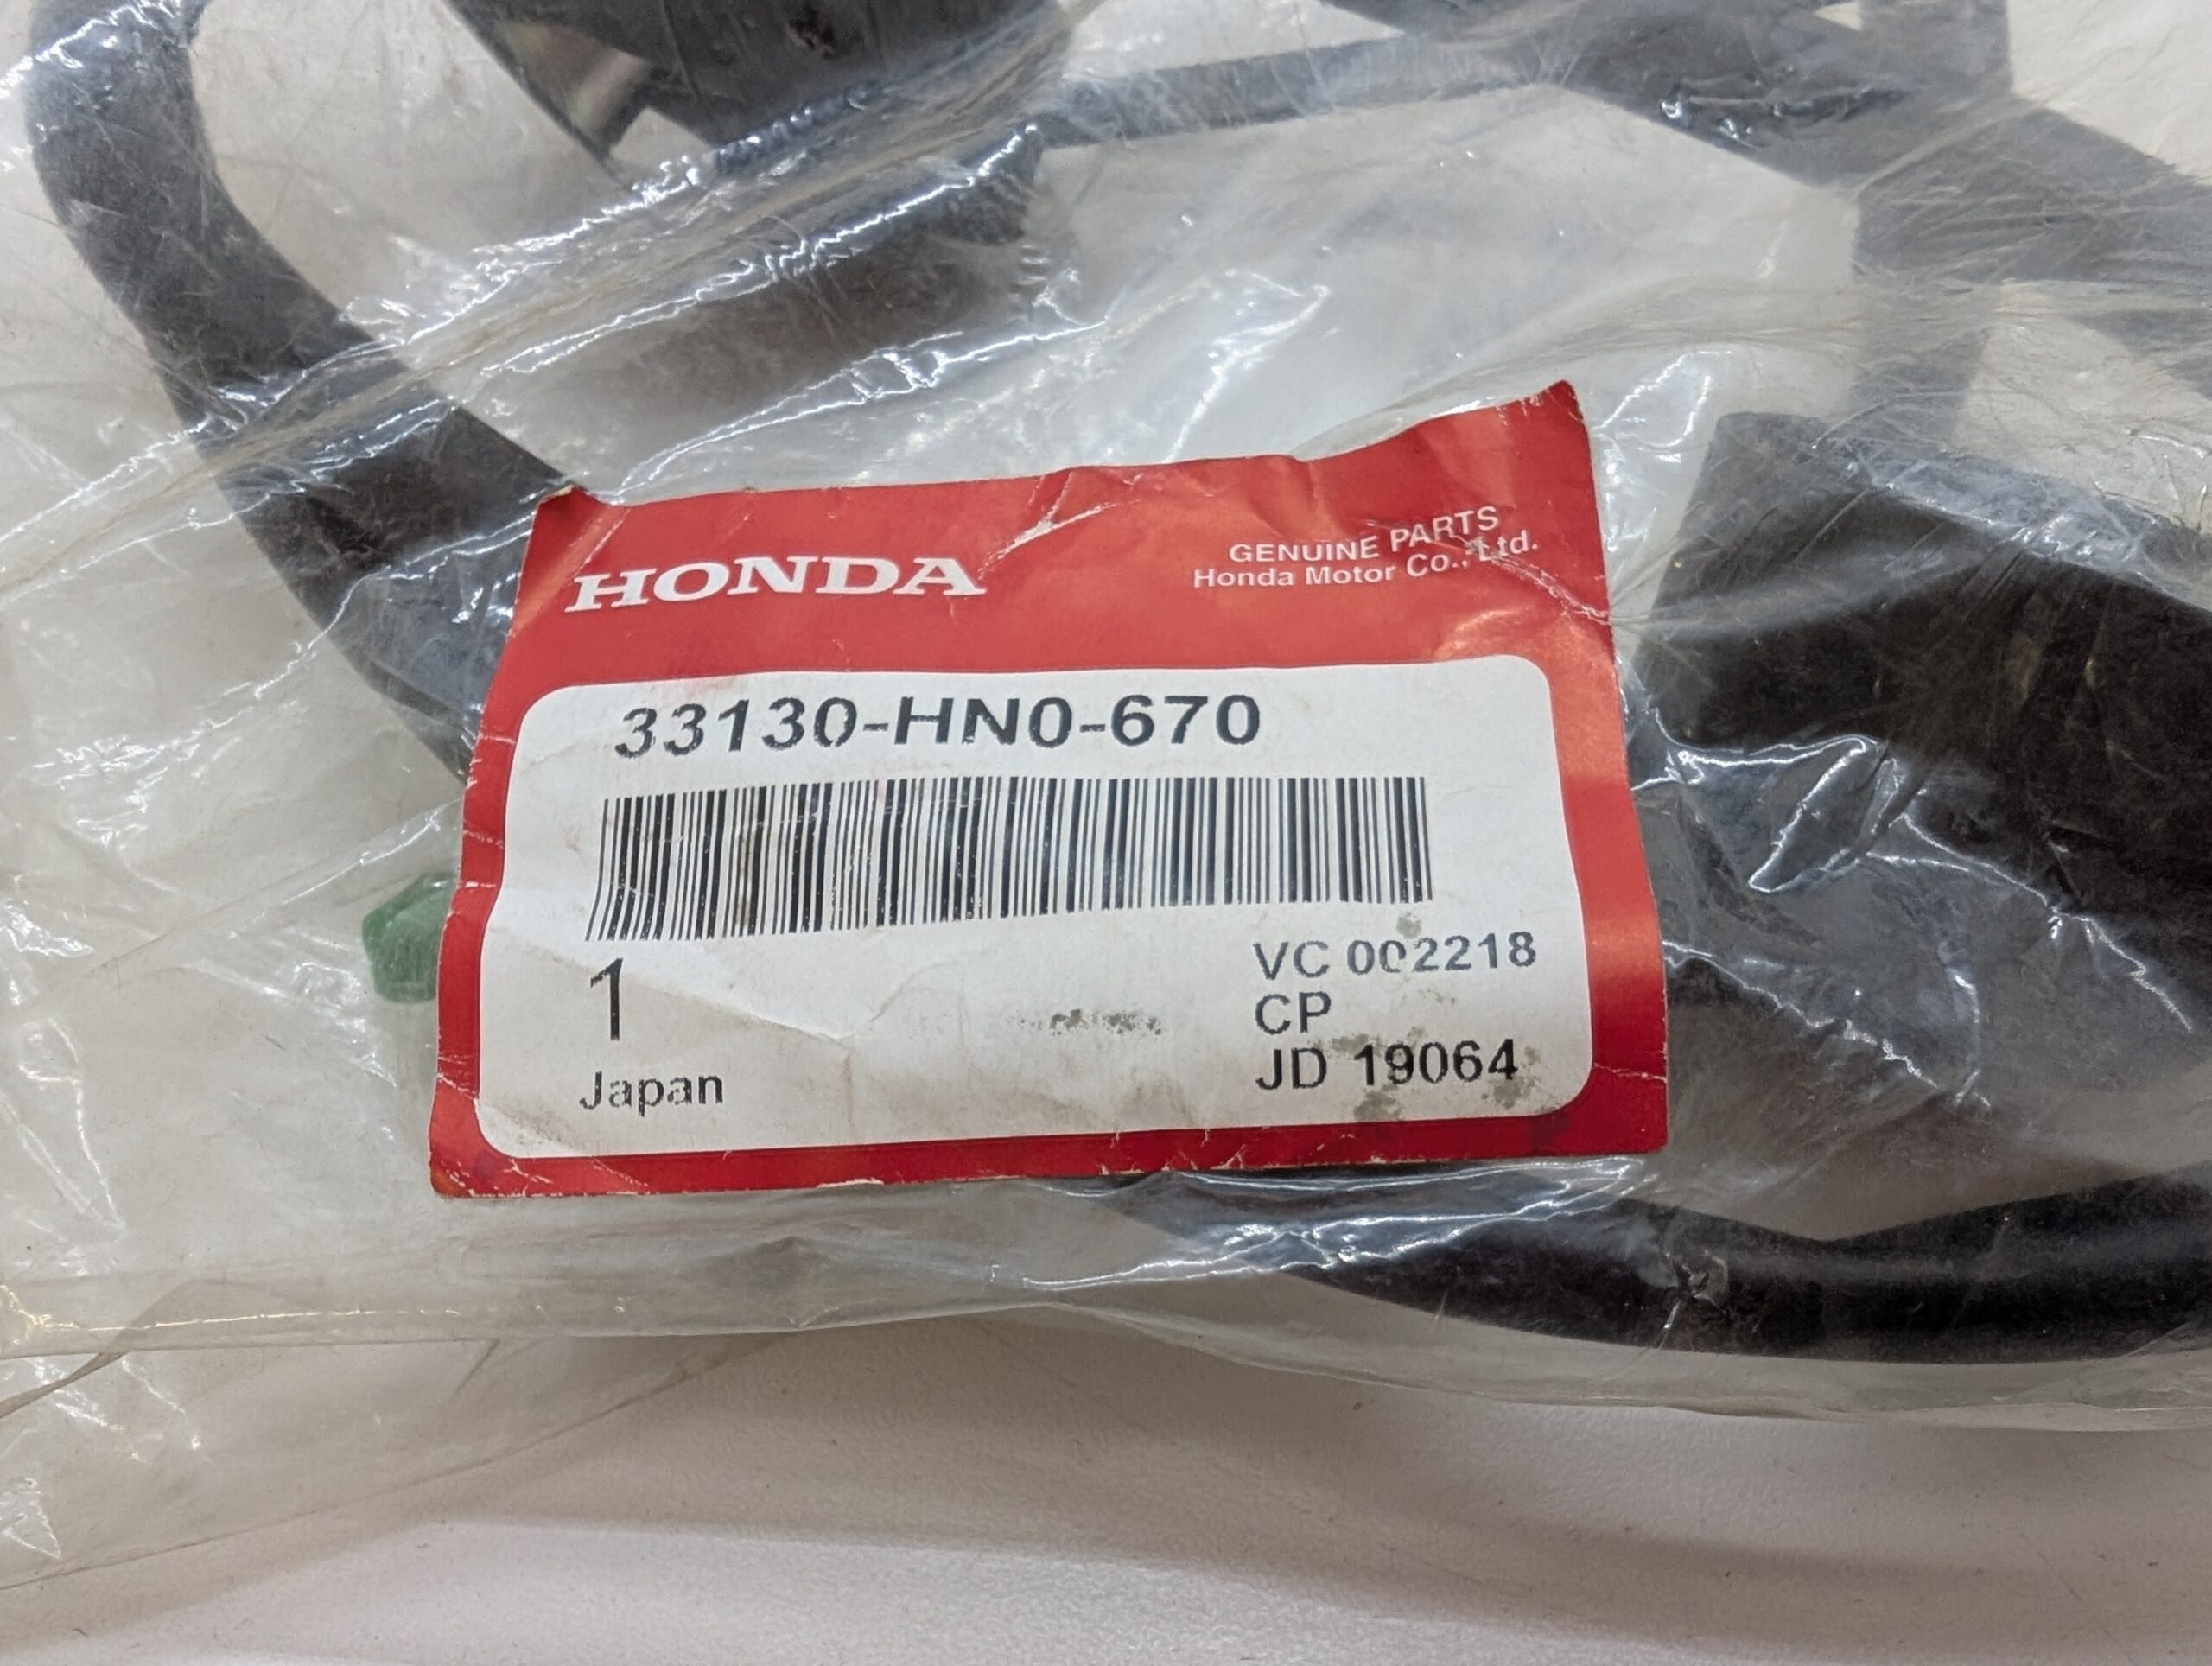 HONDA
GENUINE PARTS
Honda Motor Co., Ltd.
33130-HN0-670
1
VC 002218
CP
JD 19064
Japan